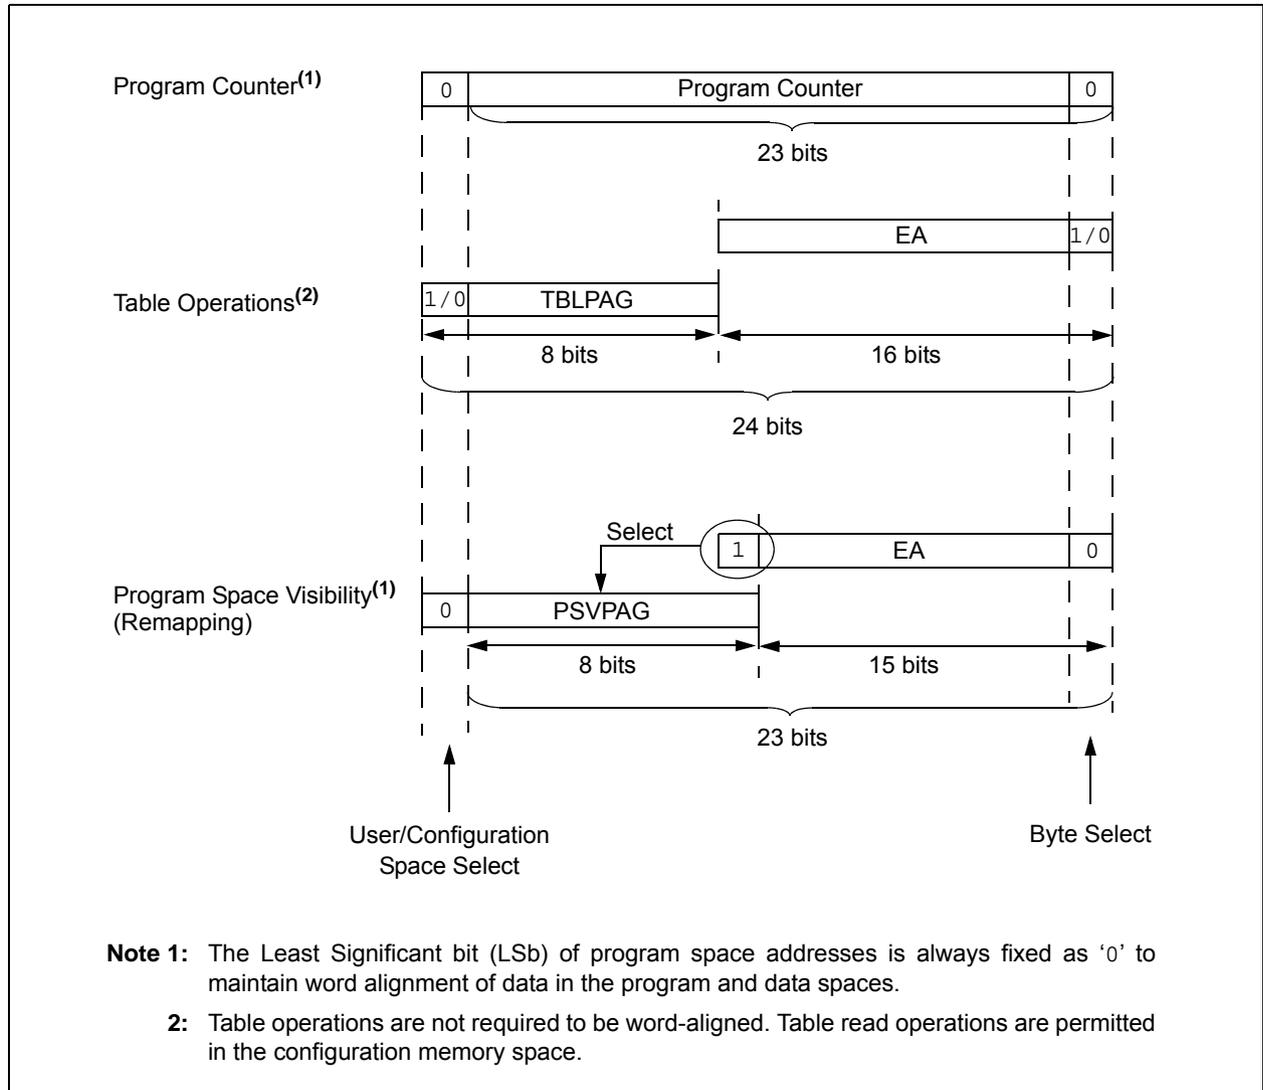 Program Counter(1)
0 Program Counter 0
23 bits
EA 1/0
Table Operations(2)
1/0 TBLPAG
8 bits 16 bits
24 bits
Select
1 EA 0
Program Space Visibility(1)
(Remapping)
0 PSVPAG
8 bits 15 bits
23 bits
User/Configuration
Space Select
Byte Select
Note 1: The Least Significant bit (LSb) of program space addresses is always fixed as ‘0’ to
maintain word alignment of data in the program and data spaces.
2: Table operations are not required to be word-aligned. Table read operations are permitted
in the configuration memory space.